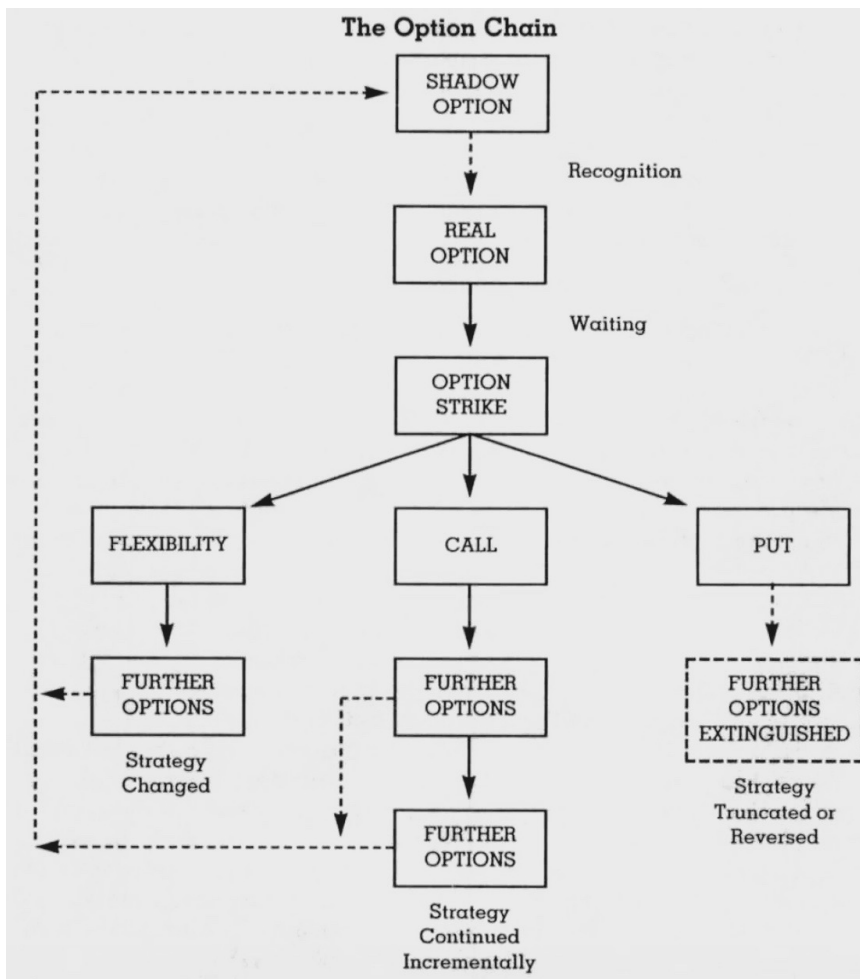 The Option Chain
SHADOW
OPTION
Recognition
REAL
OPTION
Waiting
OPTION
STRIKE
FLEXIBILITY
CALL
PUT
FURTHER
OPTIONS
Strategy
Changed
FURTHER
OPTIONS
FURTHER
OPTIONS
EXTINGUISHED
Strategy
Truncated or
Reversed
FURTHER
OPTIONS
Strategy
Continued
Incrementally